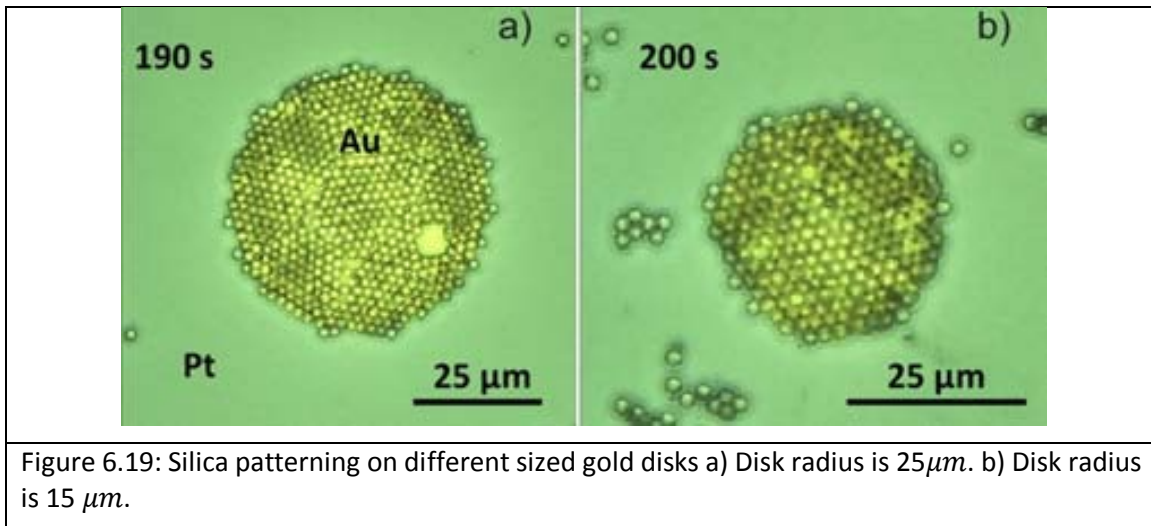 a)
b)
190 s
200 s
Au
Pt
25 μm
25 μm
Figure 6.19: Silica patterning on different sized gold disks a) Disk radius is 25μm. b) Disk radius
is 15 μm.